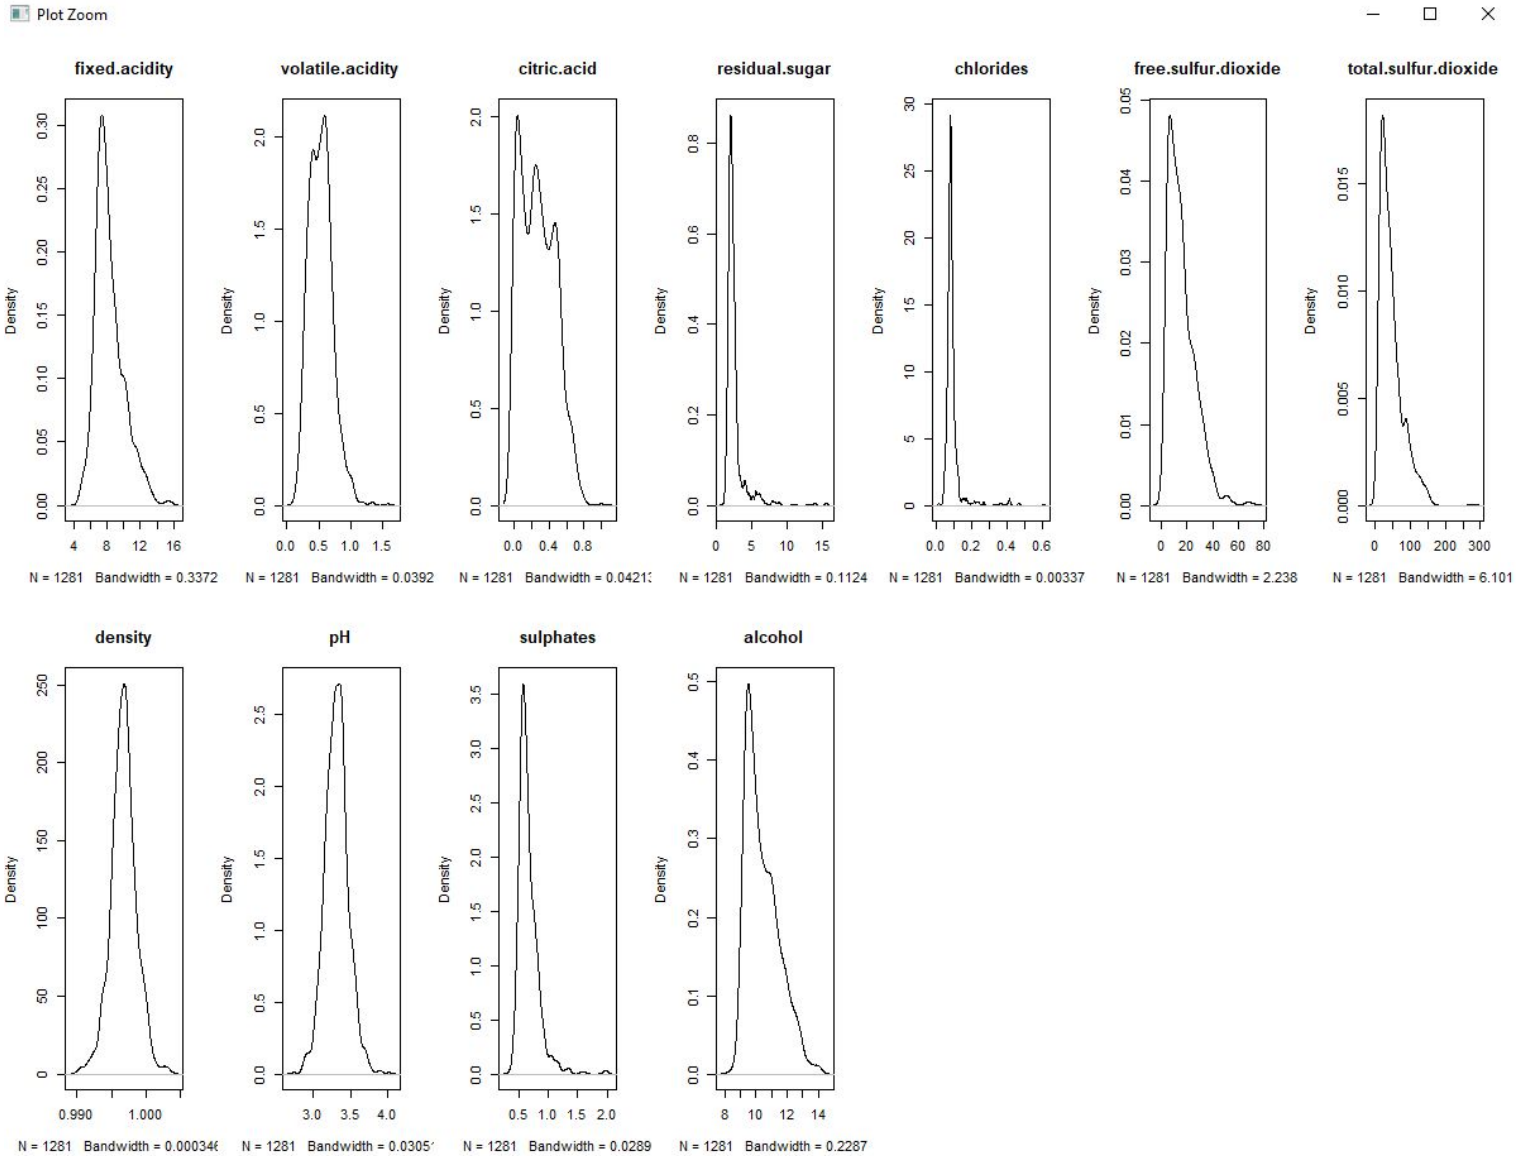 Plot Zoom
fixed.acidity volatile.acidity citric.acid residual.sugar chlorides free.sulfur.dioxide total.sulfur.dioxide
Density Density Density Density Density Density Density
0.00 0.05 0.10 0.15 0.20 0.25 0.30
0.0 0.5 1.0 1.5 2.0
0.0 0.5 1.0 1.5 2.0
0.0 0.2 0.4 0.6 0.8
0 5 10 15 20 25 30
0.00 0.01 0.02 0.03 0.04 0.05
0.000 0.005 0.010 0.015
4 8 12 16 0.0 0.5 1.0 1.5 0.0 0.4 0.8 0 5 10 15 0.0 0.2 0.4 0.6 0 20 40 60 80 0 100 200 300
N = 1281 Bandwidth = 0.3372 N = 1281 Bandwidth = 0.0392 N = 1281 Bandwidth = 0.0421 N = 1281 Bandwidth = 0.1124 N = 1281 Bandwidth = 0.00337 N = 1281 Bandwidth = 2.238 N = 1281 Bandwidth = 6.101
density pH sulphates alcohol
Density Density Density Density
0 50 100 150 200 250
0.0 0.5 1.0 1.5 2.0 2.5
0.0 0.5 1.0 1.5 2.0 2.5 3.0 3.5
0.0 0.1 0.2 0.3 0.4 0.5
0.990 1.000 3.0 3.5 4.0 0.5 1.0 1.5 2.0 8 10 12 14
N = 1281 Bandwidth = 0.000346 N = 1281 Bandwidth = 0.0305 N = 1281 Bandwidth = 0.0289 N = 1281 Bandwidth = 0.2287